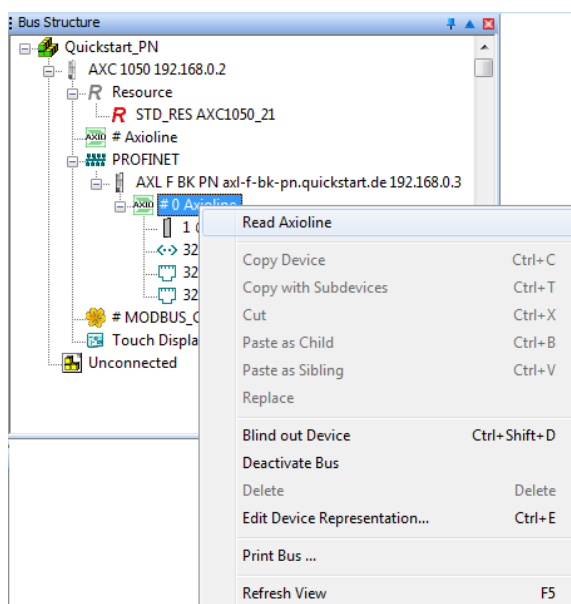 Bus Structure
Quickstart_PN
AXC 1050 192.168.0.2
R Resource
R STD_RES AXC1050_21
AXIO # Axioline
PROFINET
AXL F BK PN axl-f-bk-pn.quickstart.de 192.168.0.3
AXIO # 0 Axioline
1
32
32
32
# MODBUS_C
Touch Displa
Unconnected
Read Axioline
Copy Device Ctrl+C
Copy with Subdevices Ctrl+T
Cut Ctrl+X
Paste as Child Ctrl+B
Paste as Sibling Ctrl+V
Replace
Blind out Device Ctrl+Shift+D
Deactivate Bus
Delete Delete
Edit Device Representation... Ctrl+E
Print Bus ...
Refresh View F5